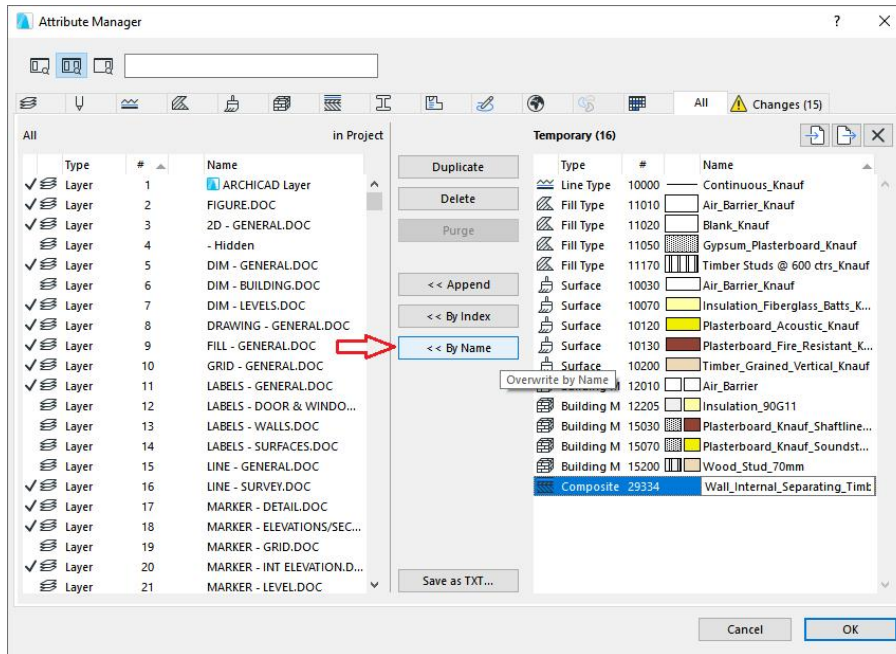 Attribute Manager
?
All
Changes (15)
All
in Project
Temporary (16)
Type # Name
ARCHICAD Layer
Layer 1 ARCHICAD Layer
Layer 2 FIGURE.DOC
Layer 3 2D - GENERAL.DOC
Layer 4 - Hidden
Layer 5 DIM - GENERAL.DOC
Layer 6 DIM - BUILDING.DOC
Layer 7 DIM - LEVELS.DOC
Layer 8 DRAWING - GENERAL.DOC
Layer 9 FILL - GENERAL.DOC
Layer 10 GRID - GENERAL.DOC
Layer 11 LABELS - GENERAL.DOC
Layer 12 LABELS - DOOR & WINDO...
Layer 13 LABELS - WALLS.DOC
Layer 14 LABELS - SURFACES.DOC
Layer 15 LINE - GENERAL.DOC
Layer 16 LINE - SURVEY.DOC
Layer 17 MARKER - DETAIL.DOC
Layer 18 MARKER - ELEVATIONS/SEC...
Layer 19 MARKER - GRID.DOC
Layer 20 MARKER - INT ELEVATION.D...
Layer 21 MARKER - LEVEL.DOC
Duplicate
Delete
Purge
<< Append
<< By Index
<< By Name
Overwrite by Name
Save as TXT...
Type # Name
Line Type 10000 Continuous_Knauf
Fill Type 11010 Air_Barrier_Knauf
Fill Type 11020 Blank_Knauf
Fill Type 11050 Gypsum_Plasterboard_Knauf
Fill Type 11170 Timber Studs @ 600 ctrs_Knauf
Surface 10030 Air_Barrier_Knauf
Surface 10070 Insulation_Fiberglass_Batts_K...
Surface 10120 Plasterboard_Acoustic_Knauf
Surface 10130 Plasterboard_Fire_Resistant_K...
Surface 10200 Timber_Grained_Vertical_Knauf
12010 Air_Barrier
Building M 12205 Insulation_90G11
Building M 15030 Plasterboard_Knauf_Shaftline...
Building M 15070 Plasterboard_Knauf_Soundst...
Building M 15200 Wood_Stud_70mm
Composite 29334 Wall_Internal_Separating_Timb
Cancel
OK